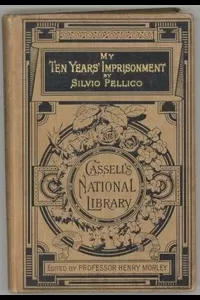 MY
TEN YEARS' IMPRISONMENT
BY
SILVIO PELLICO
CASSELL'S
NATIONAL
LIBRARY
EDITED BY PROFESSOR HENRY MORLEY